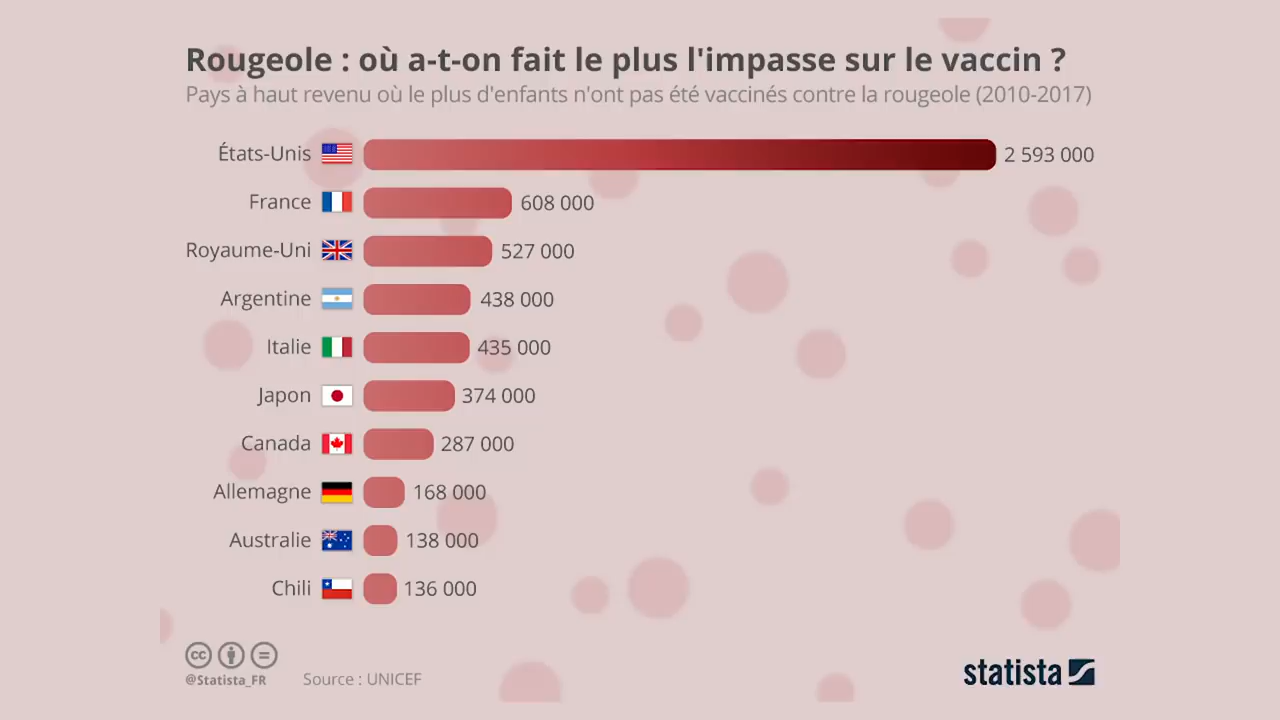 Rougeole : où a-t-on fait le plus l'impasse sur le vaccin ?
Pays à haut revenu où le plus d'enfants n'ont pas été vaccinés contre la rougeole (2010-2017)
États-Unis 2 593 000
France 608 000
Royaume-Uni 527 000
Argentine 438 000
Italie 435 000
Japon 374 000
Canada 287 000
Allemagne 168 000
Australie 138 000
Chili 136 000
cc
@Statista_FR Source : UNICEF
statista